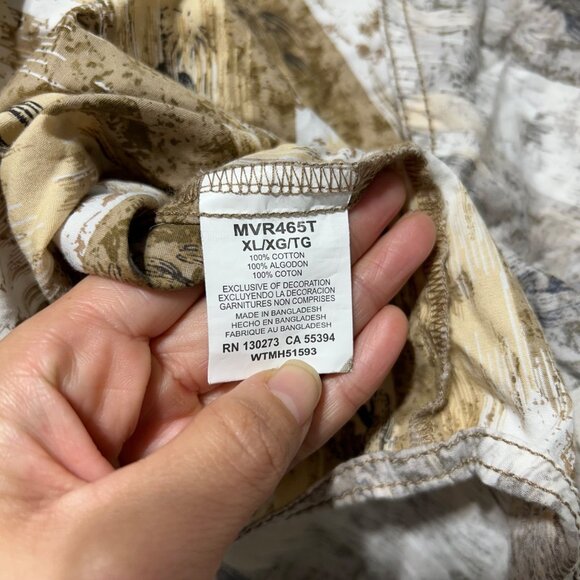 MVR465T
XL/XG/TG
100% COTTON
100% ALGODON
100% COTON
EXCLUSIVE OF DECORATION
EXCLUYENDO LA DECORACION
GARNITURES NON COMPRISES
MADE IN BANGLADESH
HECHO EN BANGLADESH
FABRIQUE AU BANGLADESH
RN 130273 CA 55394
WTMH51593